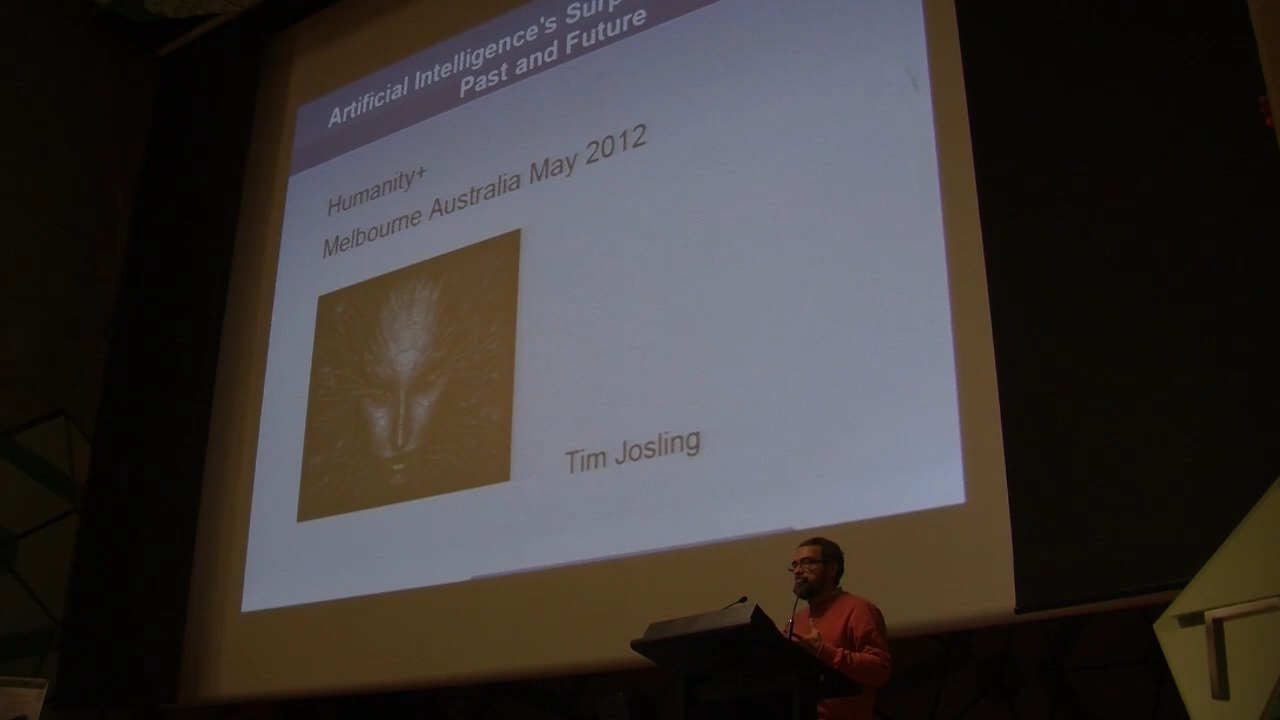 Artificial Intelligence's
Past and Future
Humanity+
Melbourne Australia May 2012
Tim Josling